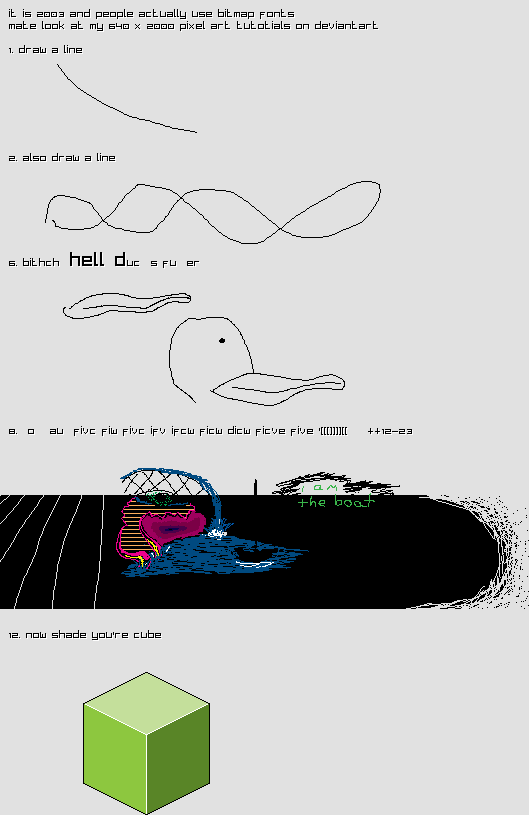 it is 2003 and people actually use bitmap fonts
mate look at my 640 x 2000 pixel art tutotials on deviantart
1. draw a line
2. also draw a line
6. bithch hell duc s fu er
8. o au fivc fiw fivc ifv ifcw ficw dicw ficve five '[[[]]]][[ ++12-23
i am
the boat
12. now shade you're cube